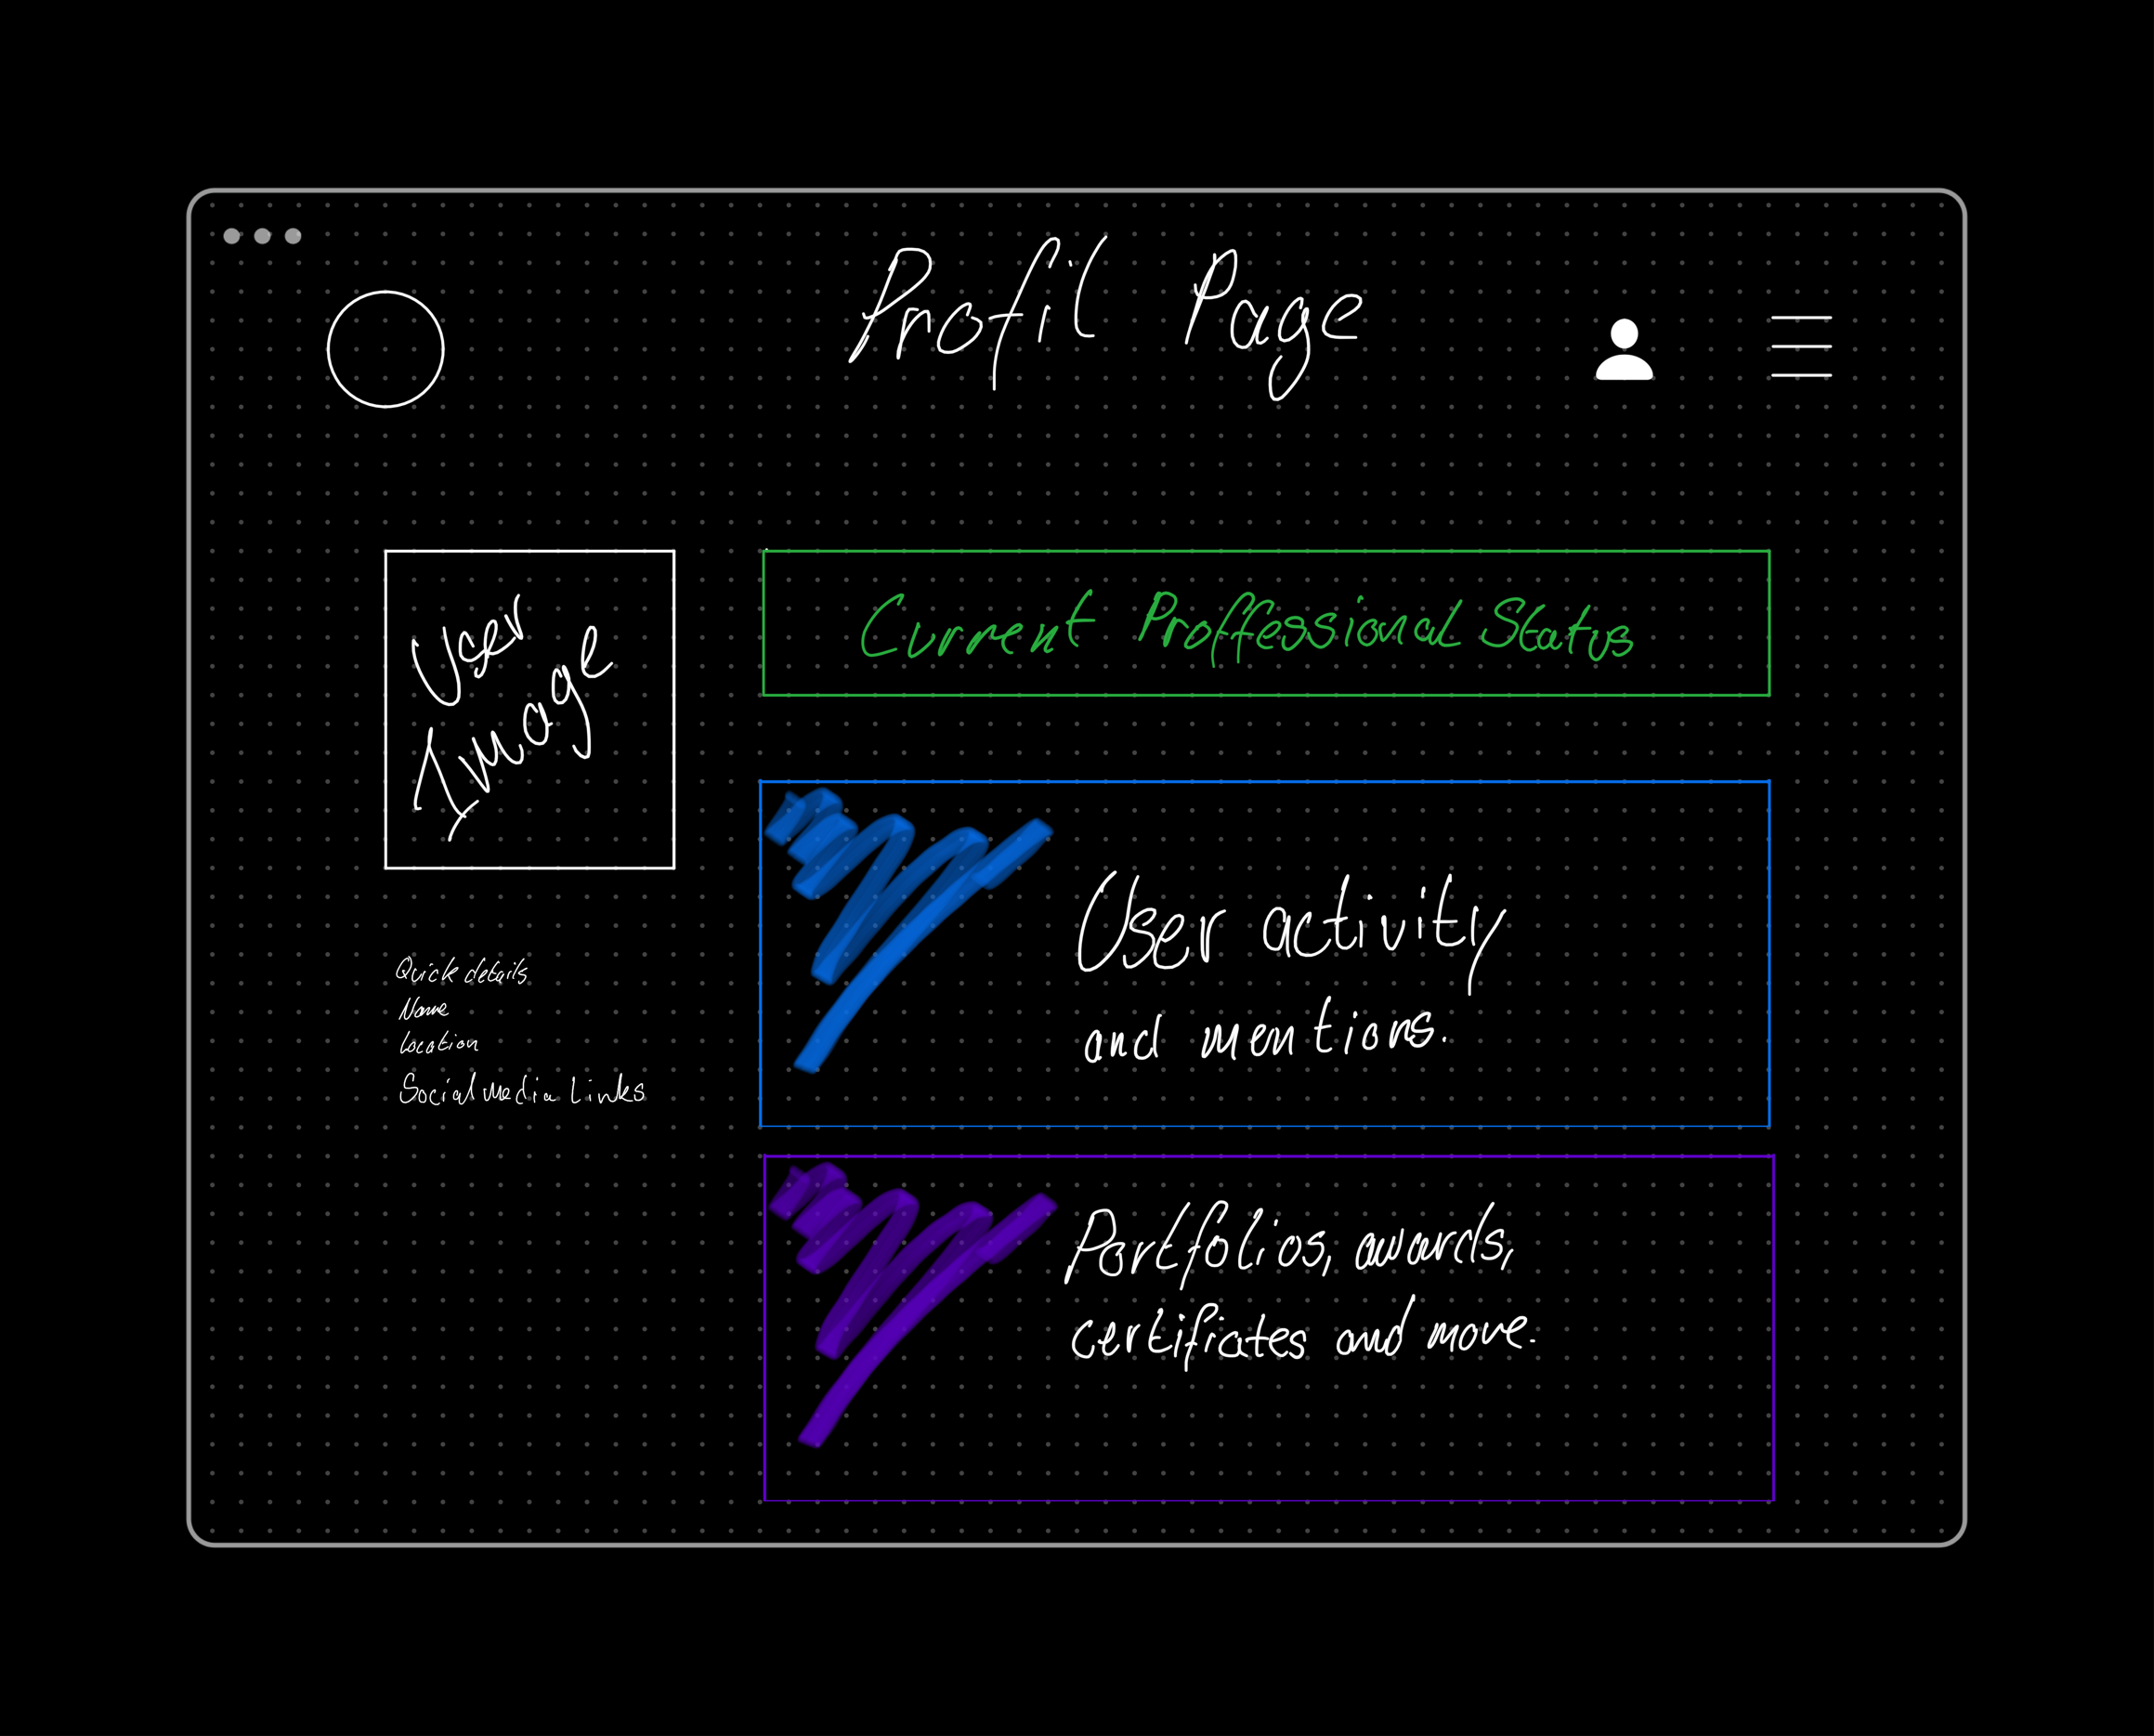 Profil Page
User
Image
Current Proffessional Status
Quick details
Name
Location
Social media Links
User activity
and mentions.
Portfolios, awards,
certificates and more.